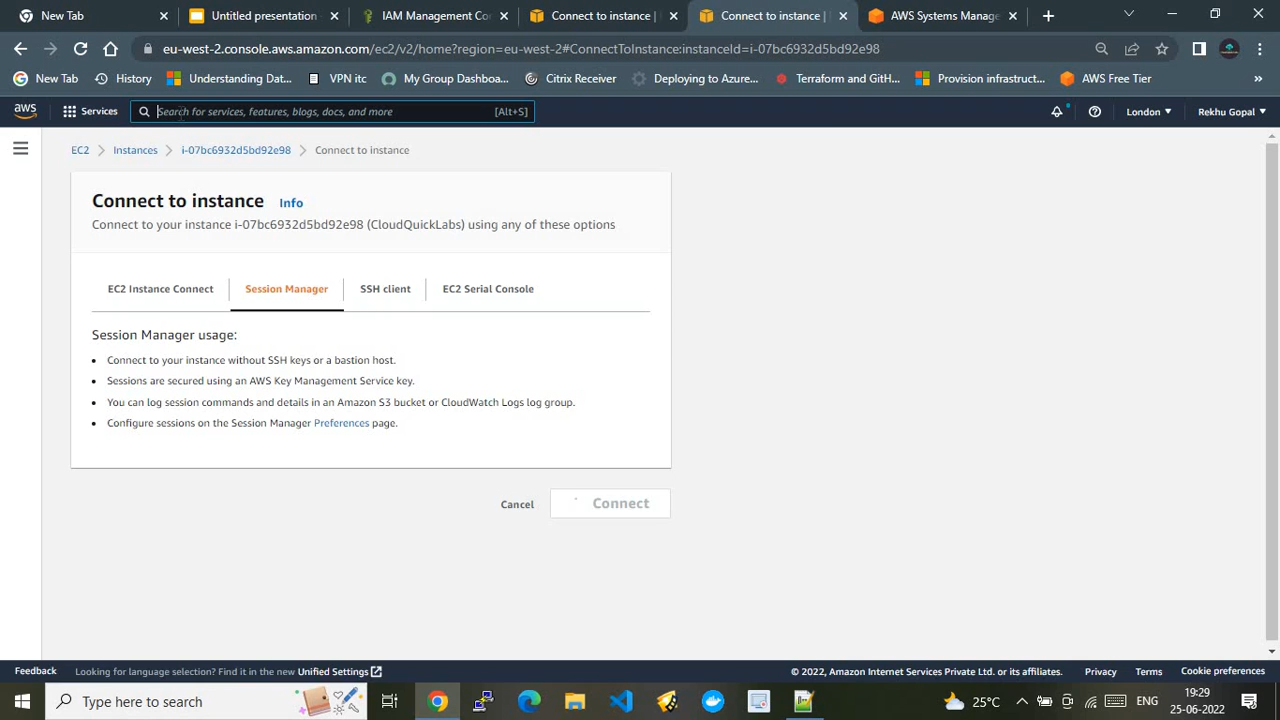 New Tab
Untitled presentation
IAM Management Co
Connect to instance |
Connect to instance |
AWS Systems Manage
eu-west-2.console.aws.amazon.com/ec2/v2/home?region=eu-west-2#ConnectToInstance:instanceId=i-07bc6932d5bd92e98
New Tab
History
Understanding Dat...
VPN itc
My Group Dashboa...
Citrix Receiver
Deploying to Azure...
Terraform and GitH...
Provision infrastruct...
AWS Free Tier
»
aws
Services
Search for services, features, blogs, docs, and more
[Alt+S]
London
Rekhu Gopal
EC2
Instances
i-07bc6932d5bd92e98
Connect to instance
Connect to instance Info
Connect to your instance i-07bc6932d5bd92e98 (CloudQuickLabs) using any of these options
EC2 Instance Connect
Session Manager
SSH client
EC2 Serial Console
Session Manager usage:
Connect to your instance without SSH keys or a bastion host.
Sessions are secured using an AWS Key Management Service key.
You can log session commands and details in an Amazon S3 bucket or CloudWatch Logs log group.
Configure sessions on the Session Manager Preferences page.
Cancel
Connect
Feedback
Looking for language selection? Find it in the new Unified Settings
© 2022, Amazon Internet Services Private Ltd. or its affiliates.
Privacy
Terms
Cookie preferences
Type here to search
25°C
ENG
19:29
25-06-2022